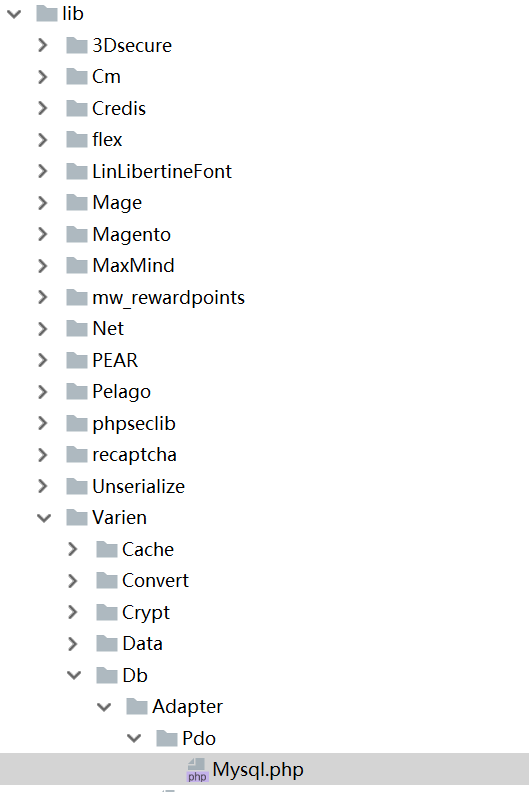 lib
3Dsecure
Cm
Credis
flex
LinLibertineFont
Mage
Magento
MaxMind
mw_rewardpoints
Net
PEAR
Pelago
phpseclib
recaptcha
Unserialize
Varien
Cache
Convert
Crypt
Data
Db
Adapter
Pdo
php Mysql.php